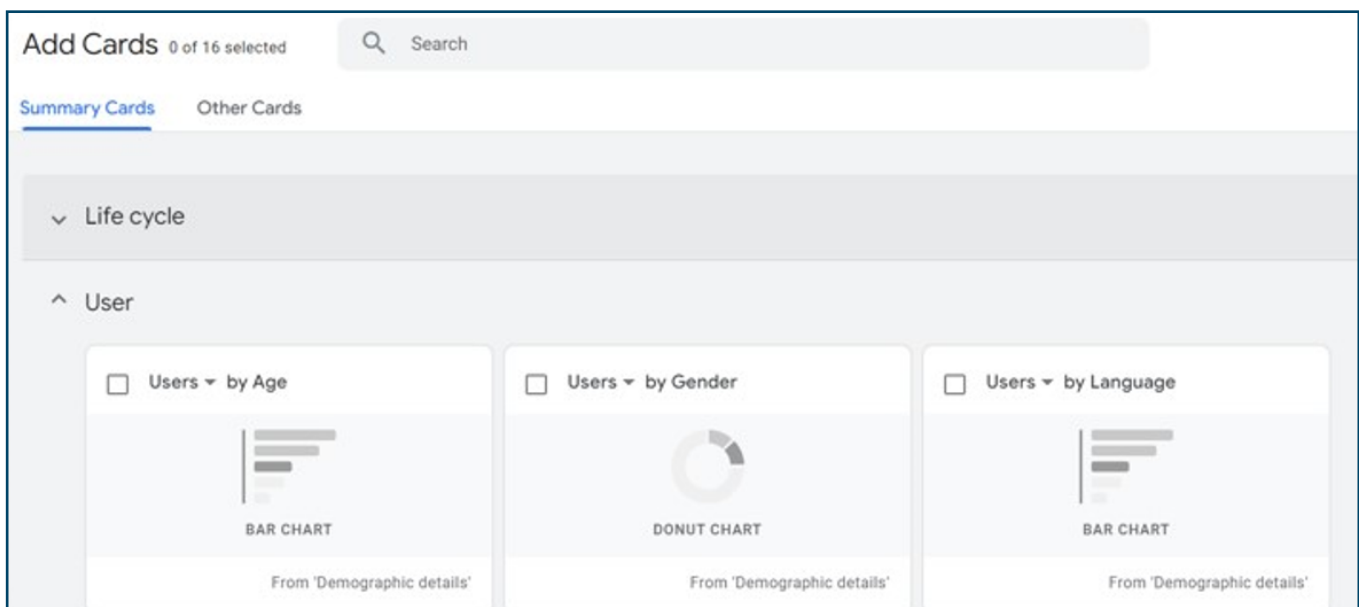 Add Cards 0 of 16 selected
Search
Summary Cards
Other Cards
Life cycle
User
Users by Age
Users by Gender
Users by Language
BAR CHART
DONUT CHART
BAR CHART
From 'Demographic details'
From 'Demographic details'
From 'Demographic details'